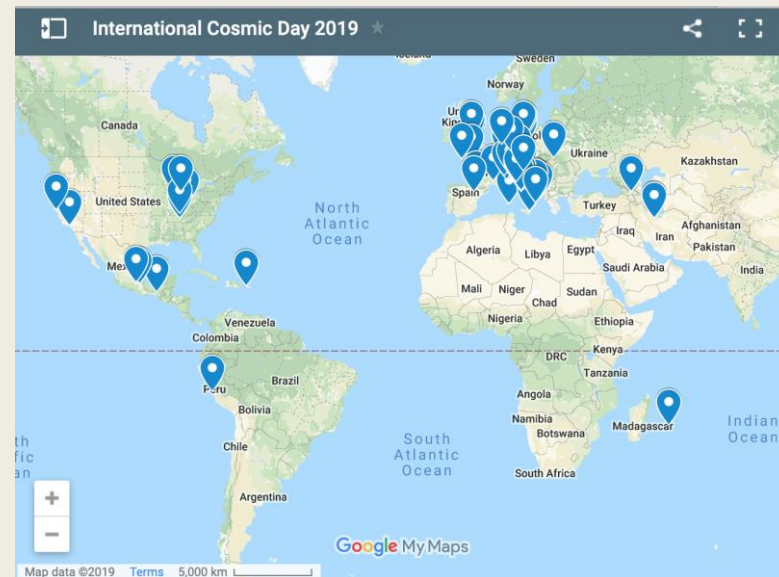 International Cosmic Day 2019
Sweden
Norway
Canada
Ukraine
Kazakhstan
United States
Spain
North
Atlantic
Ocean
Turkey
Afghanistan
Iraq
Iran
Pakistan
Algeria
Libya
Egypt
Saudi Arabia
India
Mali
Niger
Chad
Sudan
Nigeria
Ethiopia
Venezuela
Colombia
DRC
Kenya
Tanzania
Brazil
Bolivia
Angola
Namibia
Botswana
Madagascar
Indian
Ocean
Chile
South
Atlantic
Ocean
South Africa
Argentina
+
−
Google My Maps
Map data ©2019 Terms 5,000 km